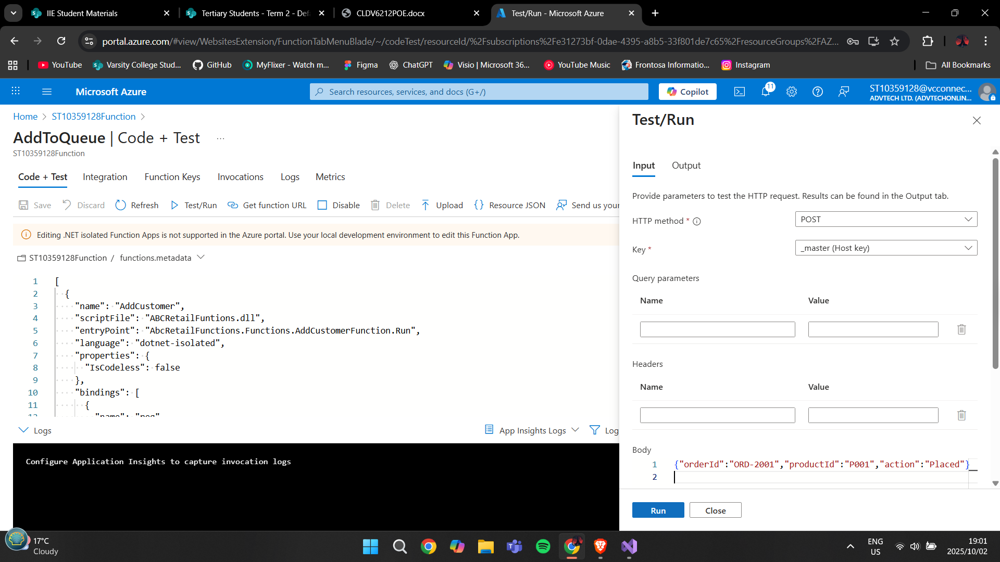 IIE Student Materials
Tertiary Students - Term 2 - Def
CLDV6212POE.docx
Test/Run - Microsoft Azure
portal.azure.com/#view/WebsitesExtension/FunctionTabMenuBlade/~/codeTest/resourceId/%2Fsubscriptions%2Fe31273bf-0dae-4395-a8b5-33f801de7c65%2FresourceGroups%2FAZ...
YouTube
Varsity College Stud...
GitHub
MyFlixer - Watch m...
Figma
ChatGPT
Visio | Microsoft 36...
YouTube Music
Frontosa Informatio...
Instagram
All Bookmarks
Microsoft Azure
Search resources, services, and docs (G+/)
Copilot
11
ST10359128@vcconnec...
ADVTECH LTD. (ADVTECHONLIN...
Home > ST10359128Function >
AddToQueue | Code + Test ...
ST10359128Function
Code + Test
Integration
Function Keys
Invocations
Logs
Metrics
Save
Discard
Refresh
Test/Run
Get function URL
Disable
Delete
Upload
Resource JSON
Send us your
Editing .NET isolated Function Apps is not supported in the Azure portal. Use your local development environment to edit this Function App.
ST10359128Function / functions.metadata
1 [
2 {
3 "name": "AddCustomer",
4 "scriptFile": "ABCRetailFuntions.dll",
5 "entryPoint": "AbcRetailFunctions.Functions.AddCustomerFunction.Run",
6 "language": "dotnet-isolated",
7 "properties": {
8 "IsCodeless": false
9 },
10 "bindings": [
11 {
12 "name": "req"
Logs
App Insights Logs
Log
Configure Application Insights to capture invocation logs
Test/Run
Input
Output
Provide parameters to test the HTTP request. Results can be found in the Output tab.
HTTP method *
POST
Key *
_master (Host key)
Query parameters
Name
Value
Headers
Name
Value
Body
1 {"orderId":"ORD-2001","productId":"P001","action":"Placed"}
2
Run
Close
17°C
Cloudy
ENG
US
19:01
2025/10/02